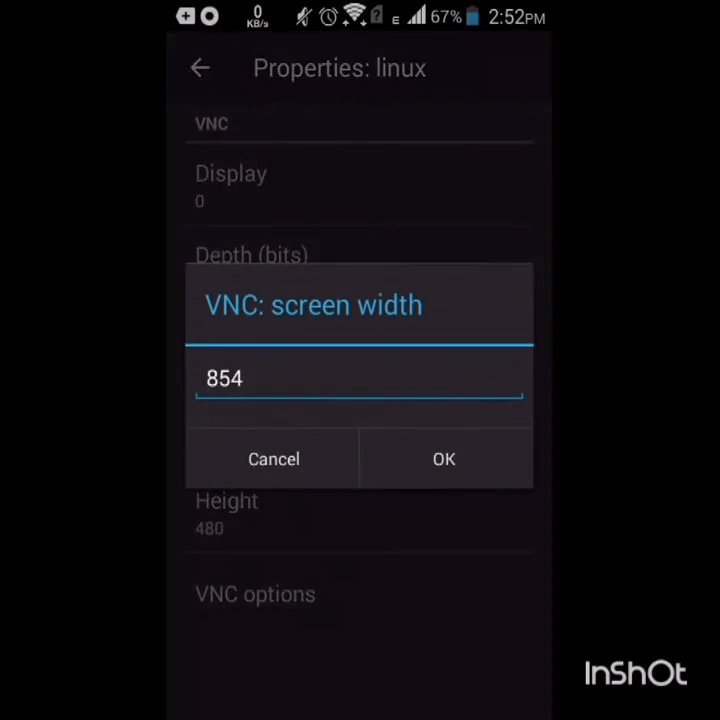 0
KB/s
E
67%
2:52PM
Properties: linux
VNC
Display
0
Depth (bits)
VNC: screen width
854
Cancel
OK
Height
480
VNC options
InShOt